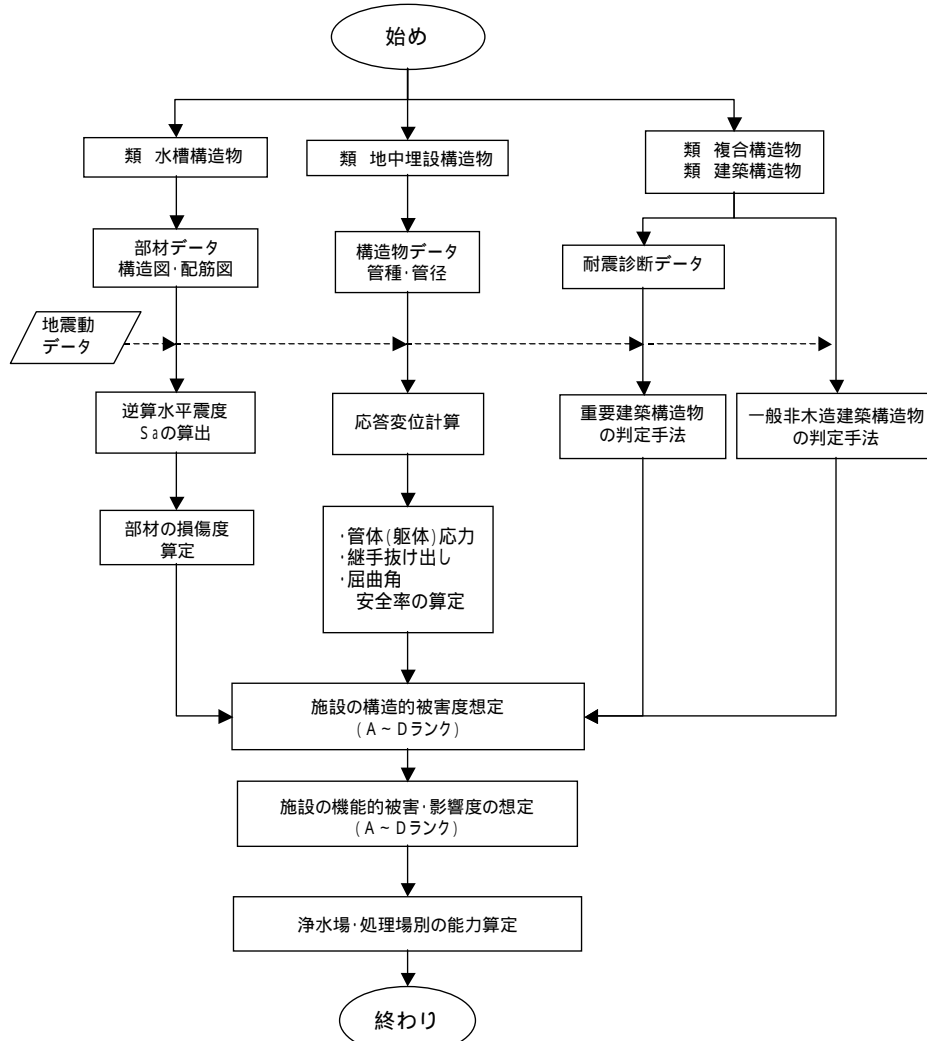 始め
類 水槽構造物
類 地中埋設構造物
類 複合構造物
類 建築構造物
部材データ
構造図・配筋図
構造物データ
管種・管径
耐震診断データ
地震動
データ
逆算水平震度
Saの算出
応答変位計算
重要建築構造物
の判定手法
一般非木造建築構造物
の判定手法
部材の損傷度
算定
・管体(躯体)応力
・継手抜け出し
・屈曲角
安全率の算定
施設の構造的被害度想定
(A~Dランク)
施設の機能的被害・影響度の想定
(A~Dランク)
浄水場・処理場別の能力算定
終わり